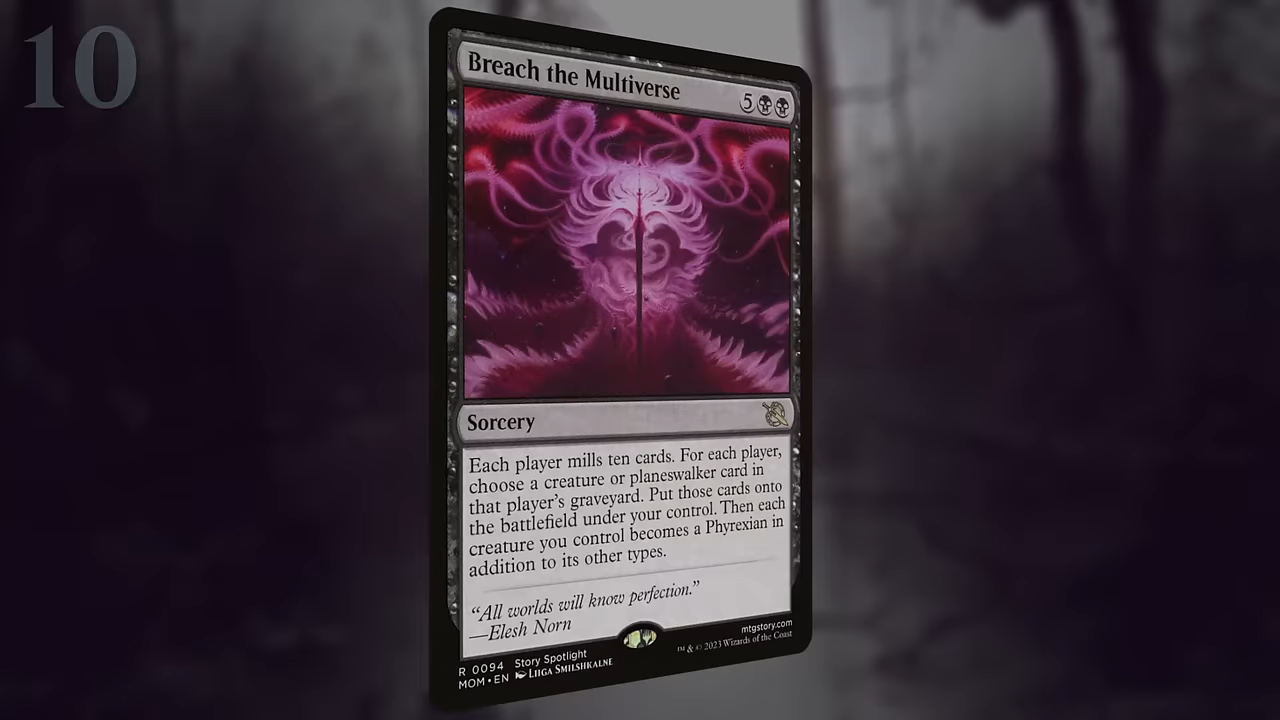 10
Breach the Multiverse
5
Sorcery
Each player mills ten cards. For each player,
choose a creature or planeswalker card in
that player's graveyard. Put those cards onto
the battlefield under your control. Then each
creature you control becomes a Phyrexian in
addition to its other types.
“All worlds will know perfection.”
—Elesh Norn
R 0094 Story Spotlight
MOM • EN LIIGA SMILSHKALNE
mtgstory.com
™ & © 2023 Wizards of the Coast